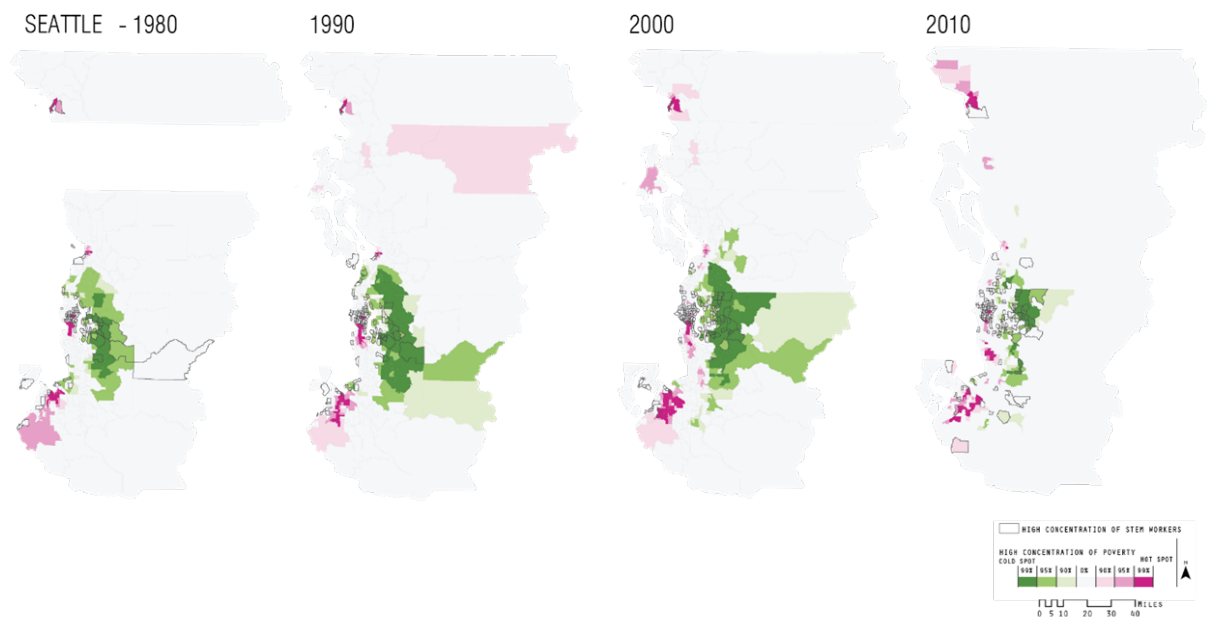 SEATTLE - 1980
1990
2000
2010
HIGH CONCENTRATION OF STEM WORKERS
HIGH CONCENTRATION OF POVERTY
COLD SPOT HOT SPOT
99% 95% 90% 0% 90% 95% 99%
N
0 5 10 20 30 40 MILES